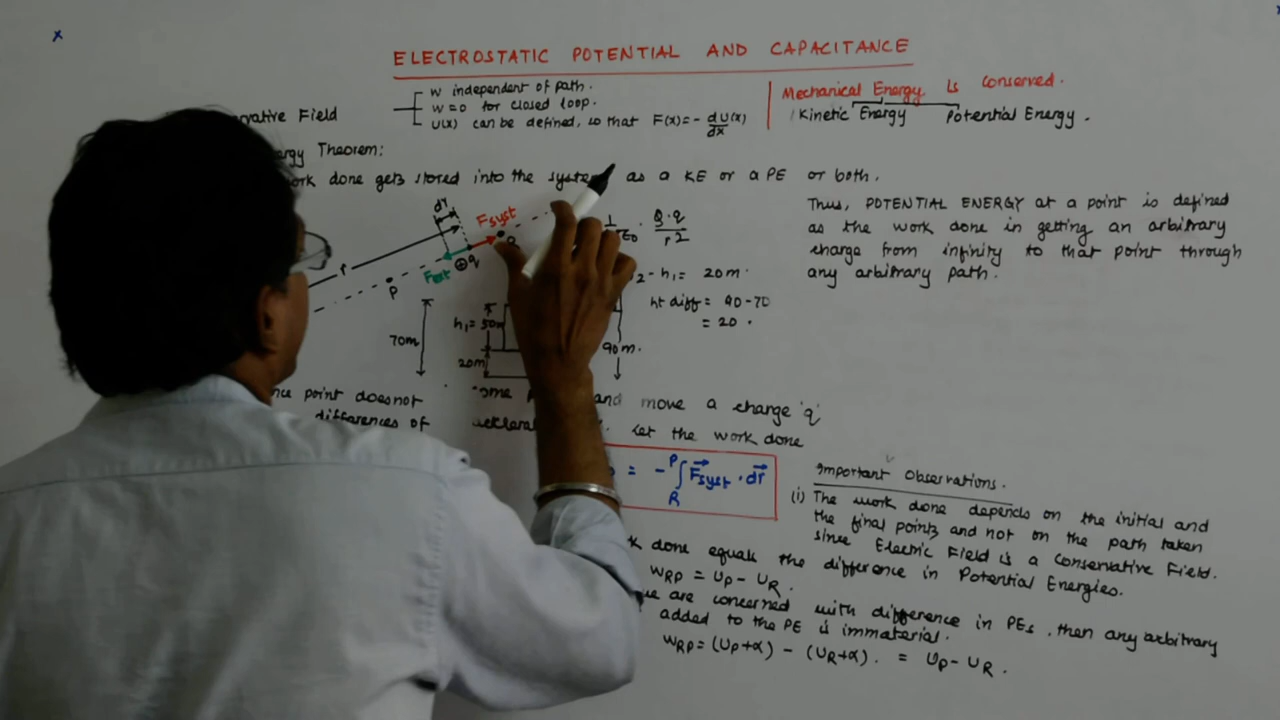 ELECTROSTATIC POTENTIAL AND CAPACITANCE
W independent of path.
W=0 for closed loop.
U(x) can be defined, so that F(x)= - dU(x)/dx
Field
Mechanical Energy is conserved.
Kinetic Energy Potential Energy.
Theorem:
done gets stored into the system as a KE or a PE or both.
Thus, POTENTIAL ENERGY at a point is defined
as the work done in getting an arbitrary
charge from infinity to that point through
any arbitrary path.
dr
Fsyst
r
Q.q
r2
Fext
⊕q
P
- h1 = 20m.
ht diff = 90-70
= 20.
h1 = 50m
70m
20m
90m.
point doesnot
differences of
and move a charge 'q'
Let the work done
= - P∫R F⃗syst . dr⃗
Important Observations.
(i) The work done depends on the initial and
the final points and not on the path taken
since Electric Field is a Conservative Field.
done equals the difference in Potential Energies.
WRP = UP - UR.
are concerned with difference in PEs, then any arbitrary
added to the PE is immaterial.
WRP = (UP+α) - (UR+α). = UP - UR.